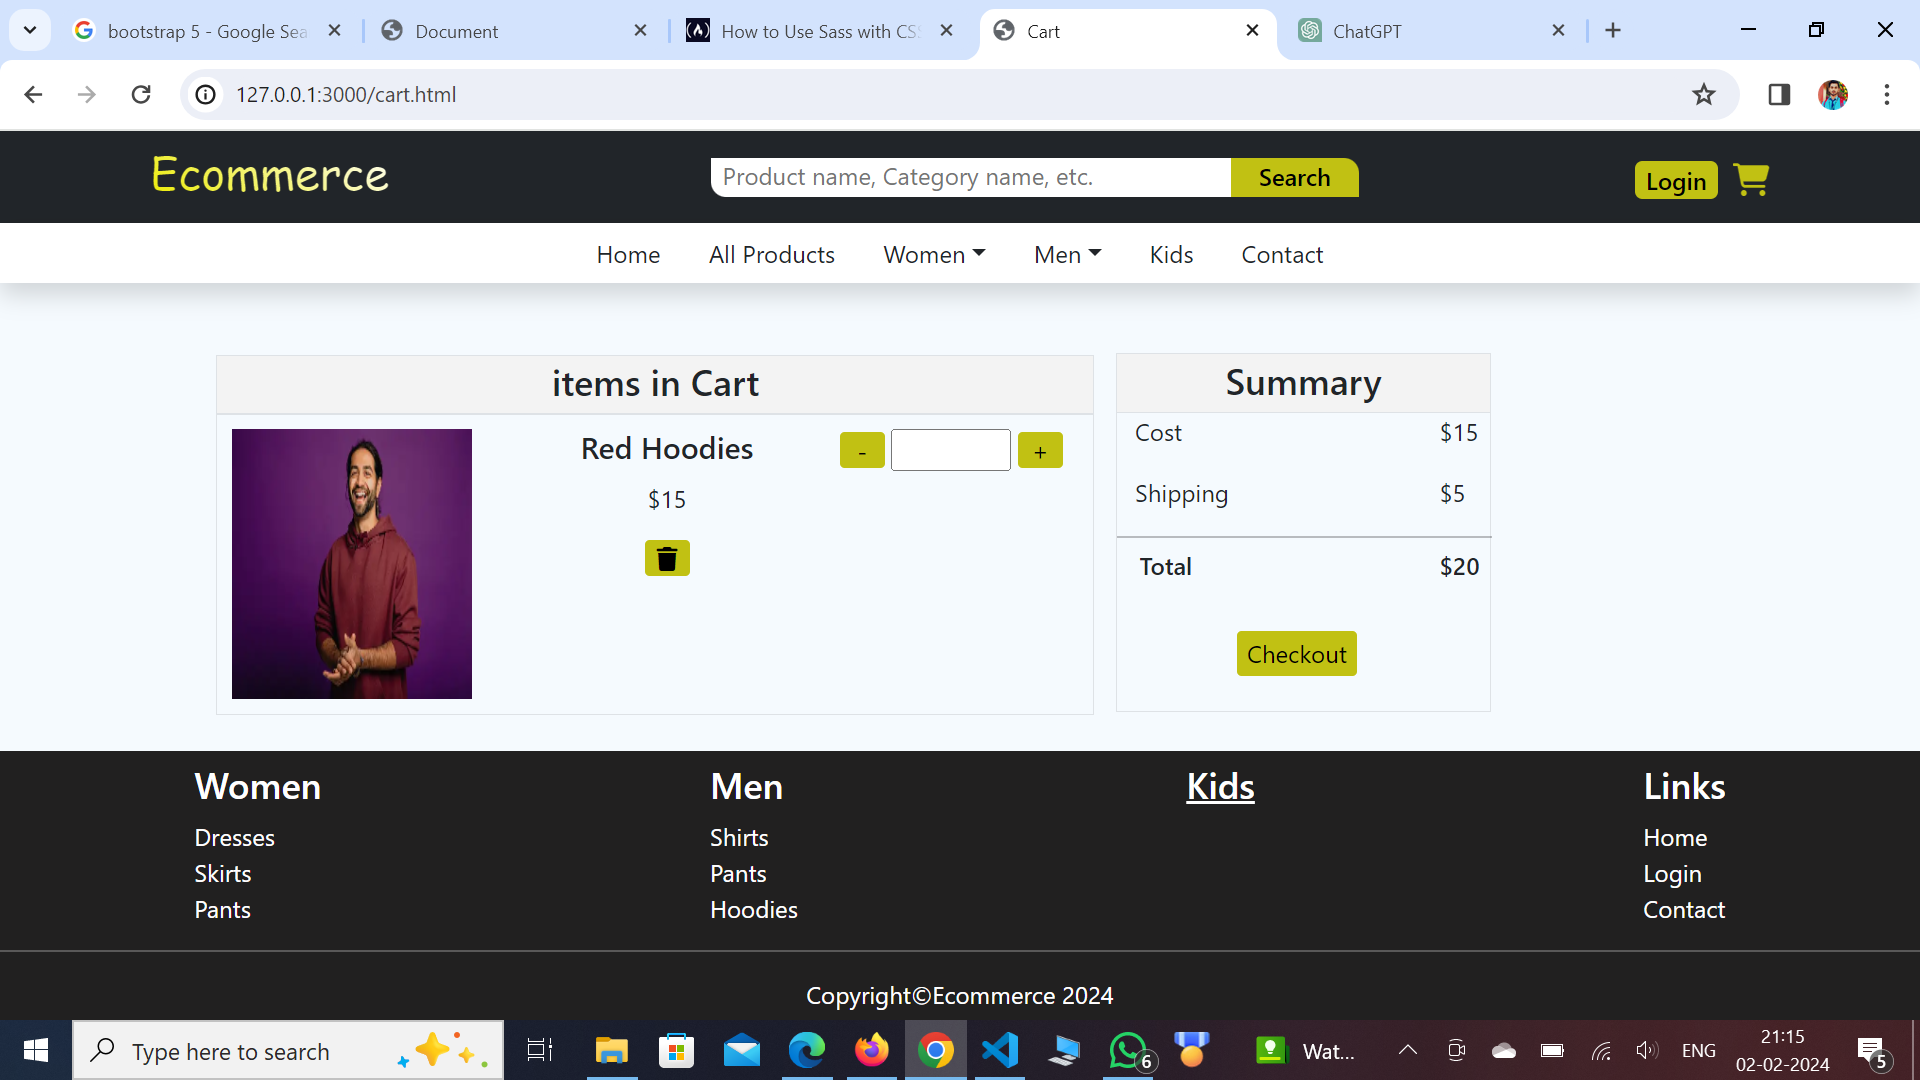 bootstrap 5 - Google Sea
Document
How to Use Sass with CSS
Cart
ChatGPT
127.0.0.1:3000/cart.html
Ecommerce
Product name, Category name, etc.
Search
Login
Home All Products Women Men Kids Contact
items in Cart
Red Hoodies
- +
$15
Summary
Cost $15
Shipping $5
Total $20
Checkout
Women
Dresses
Skirts
Pants
Men
Shirts
Pants
Hoodies
Kids
Links
Home
Login
Contact
Copyright©Ecommerce 2024
Type here to search
6
Wat...
ENG
21:15
02-02-2024
5